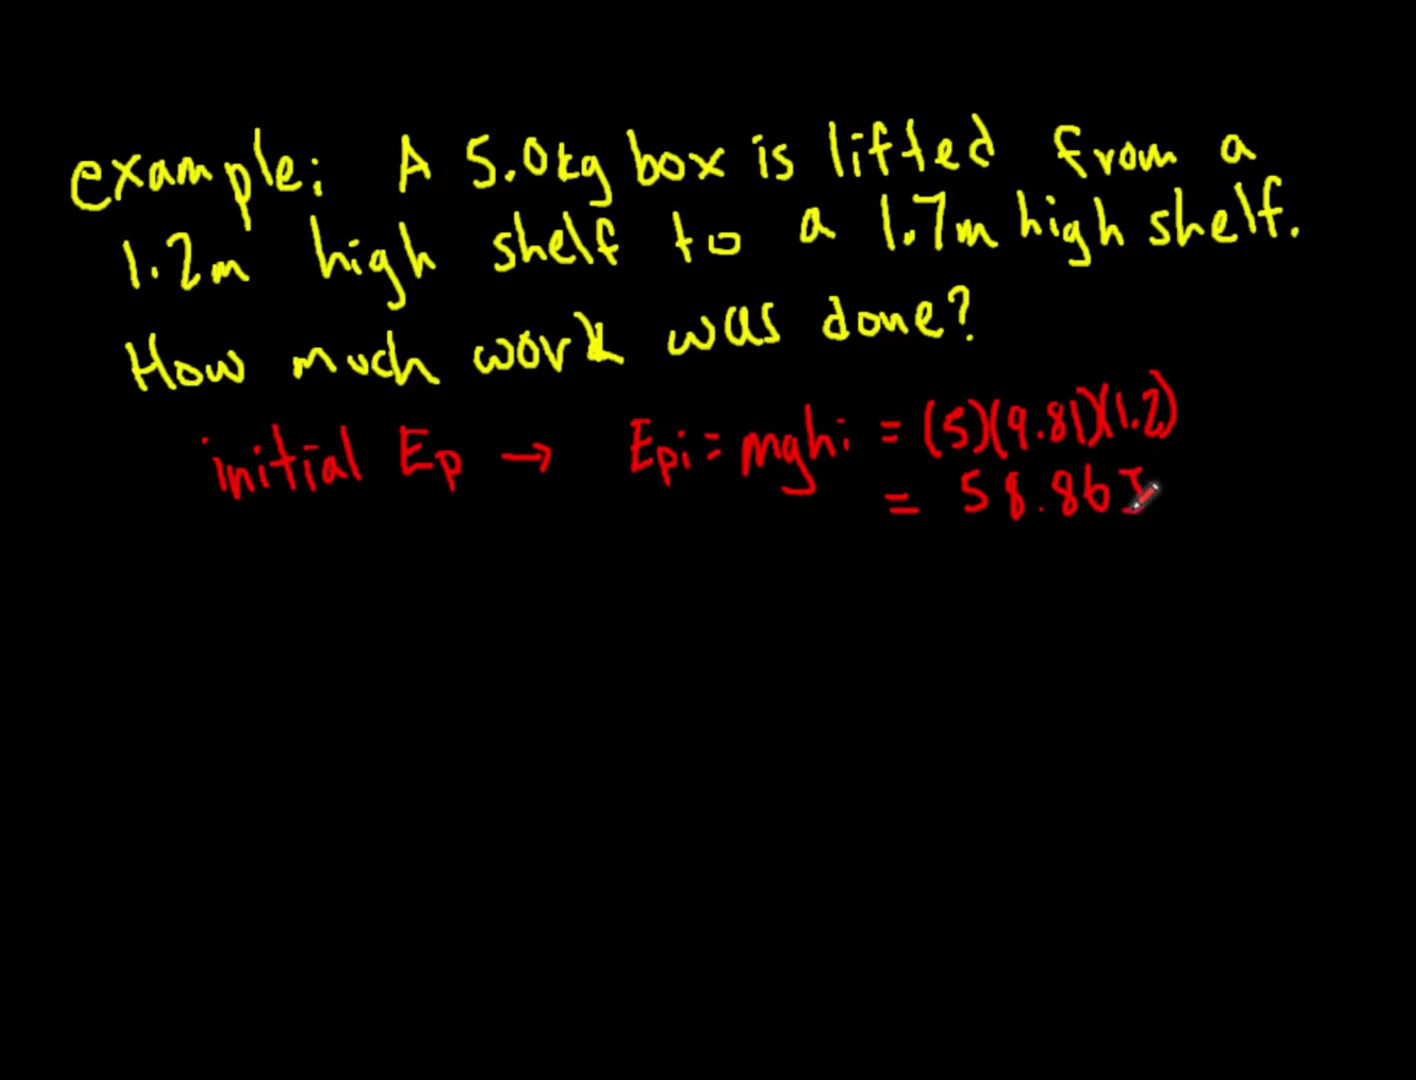 example: A 5.0kg box is lifted from a
1.2m high shelf to a 1.7m high shelf.
How much work was done?
initial Ep → Epi = mghi = (5)(9.81)(1.2)
= 58.86J